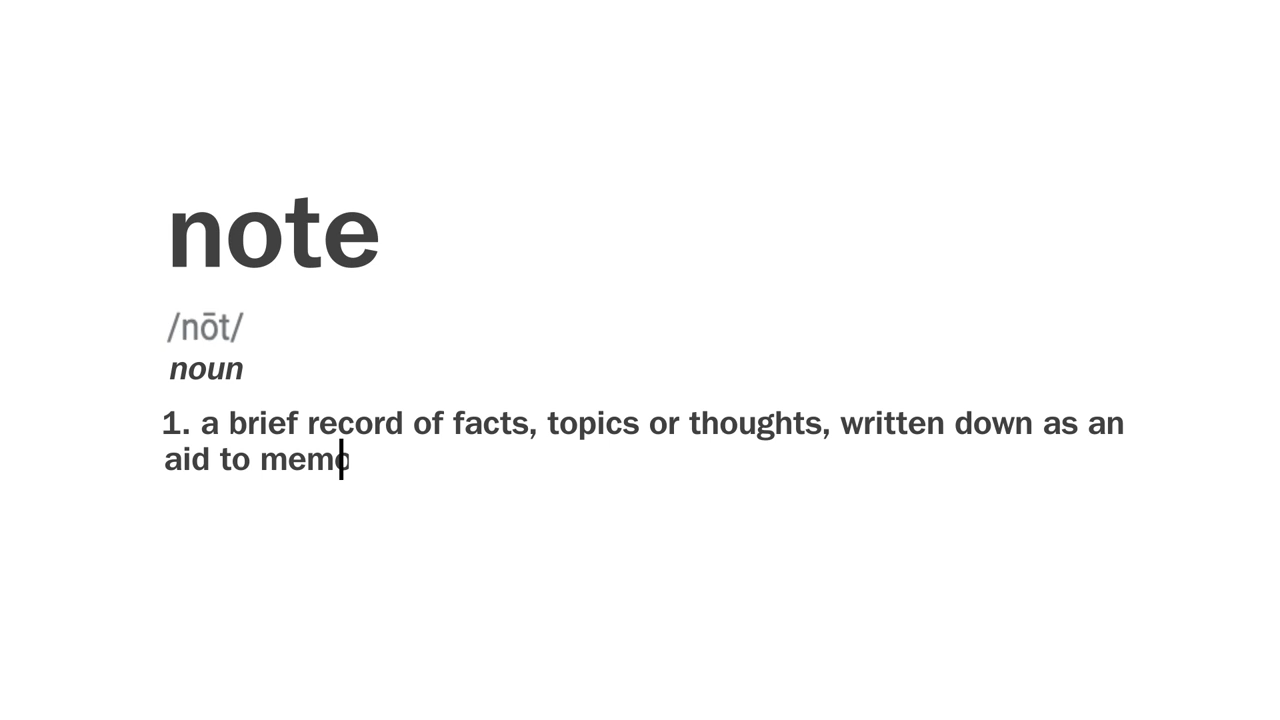 note
/nōt/
noun
1. a brief record of facts, topics or thoughts, written down as an
aid to memo